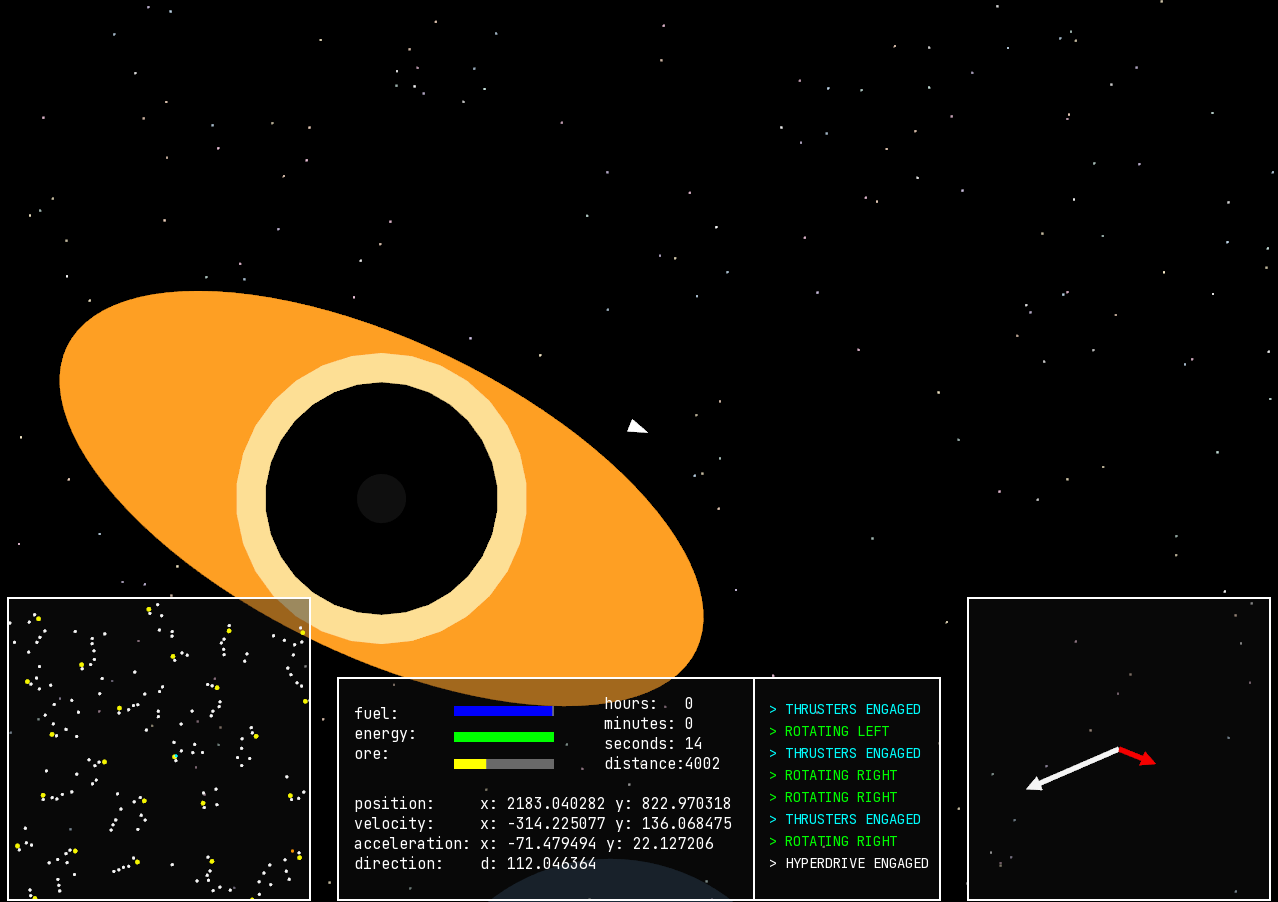 fuel:
energy:
ore:
hours: 0
minutes: 0
seconds: 14
distance:4002
position: x: 2183.040282 y: 822.970318
velocity: x: -314.225077 y: 136.068475
acceleration: x: -71.479494 y: 22.127206
direction: d: 112.046364
> THRUSTERS ENGAGED
> ROTATING LEFT
> THRUSTERS ENGAGED
> ROTATING RIGHT
> ROTATING RIGHT
> THRUSTERS ENGAGED
> ROTATING RIGHT
> HYPERDRIVE ENGAGED